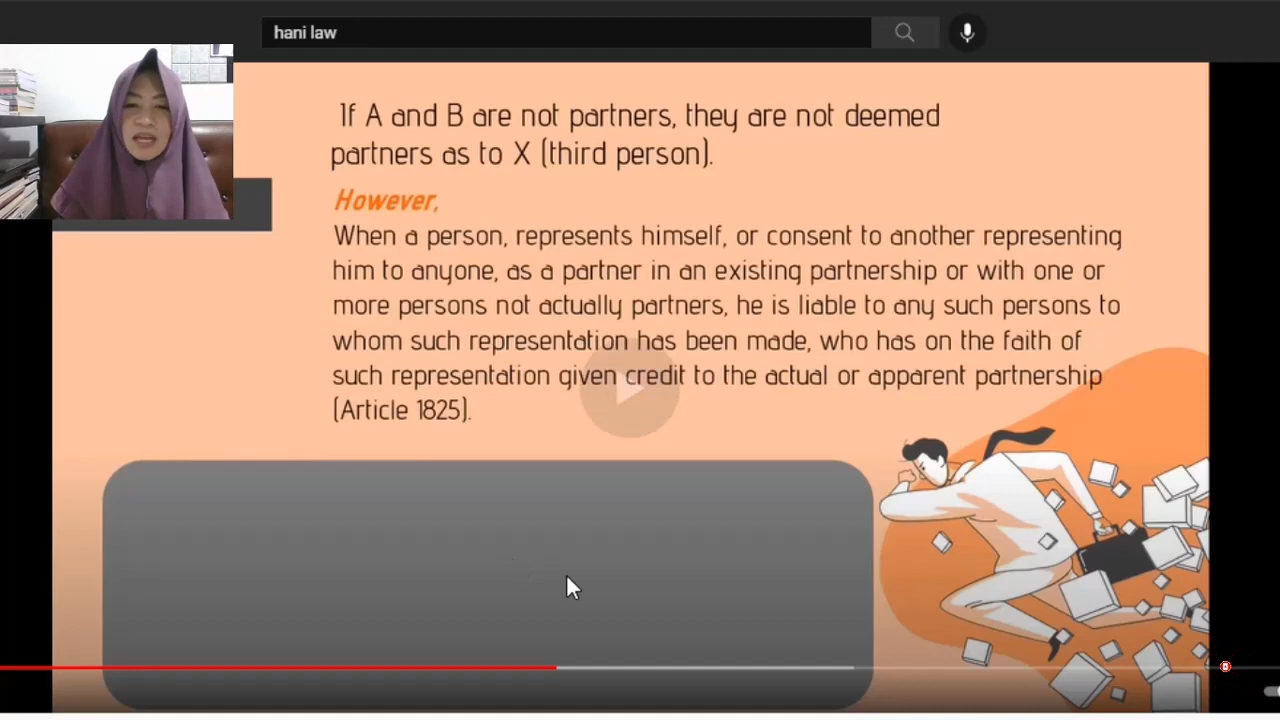 hani law
If A and B are not partners, they are not deemed
partners as to X (third person).
However,
When a person, represents himself, or consent to another representing
him to anyone, as a partner in an existing partnership or with one or
more persons not actually partners, he is liable to any such persons to
whom such representation has been made, who has on the faith of
such representation given credit to the actual or apparent partnership
(Article 1825).